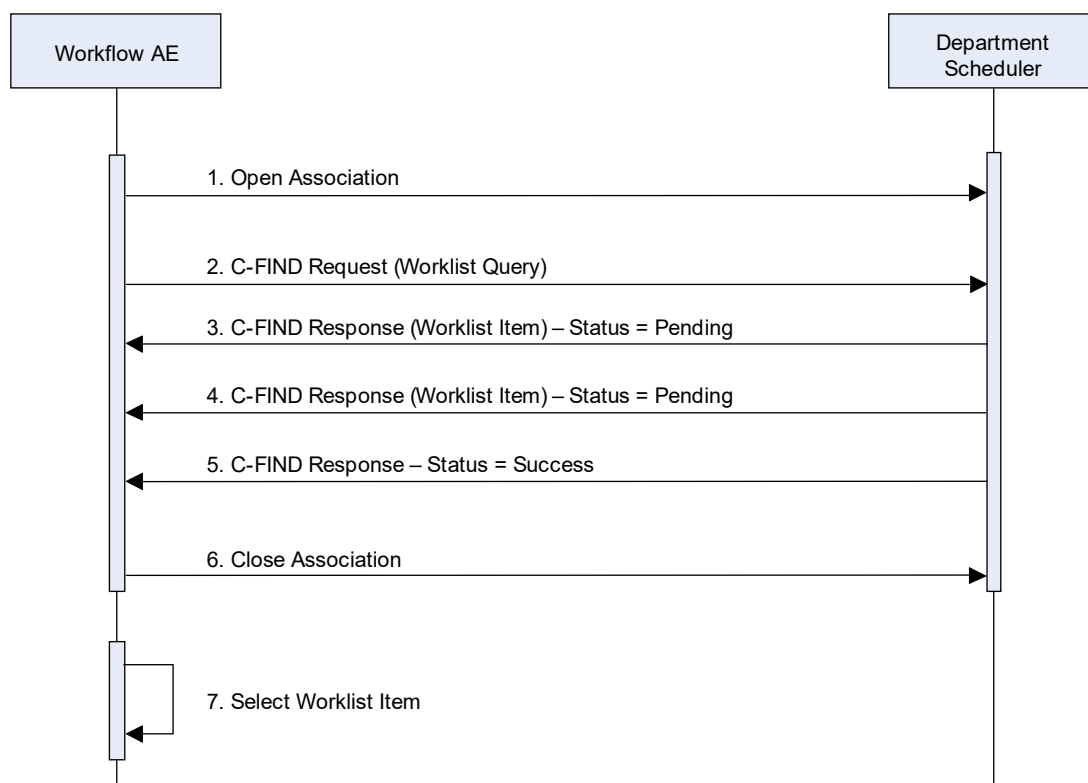 Workflow AE
Department
Scheduler
1. Open Association
2. C-FIND Request (Worklist Query)
3. C-FIND Response (Worklist Item) – Status = Pending
4. C-FIND Response (Worklist Item) – Status = Pending
5. C-FIND Response – Status = Success
6. Close Association
7. Select Worklist Item